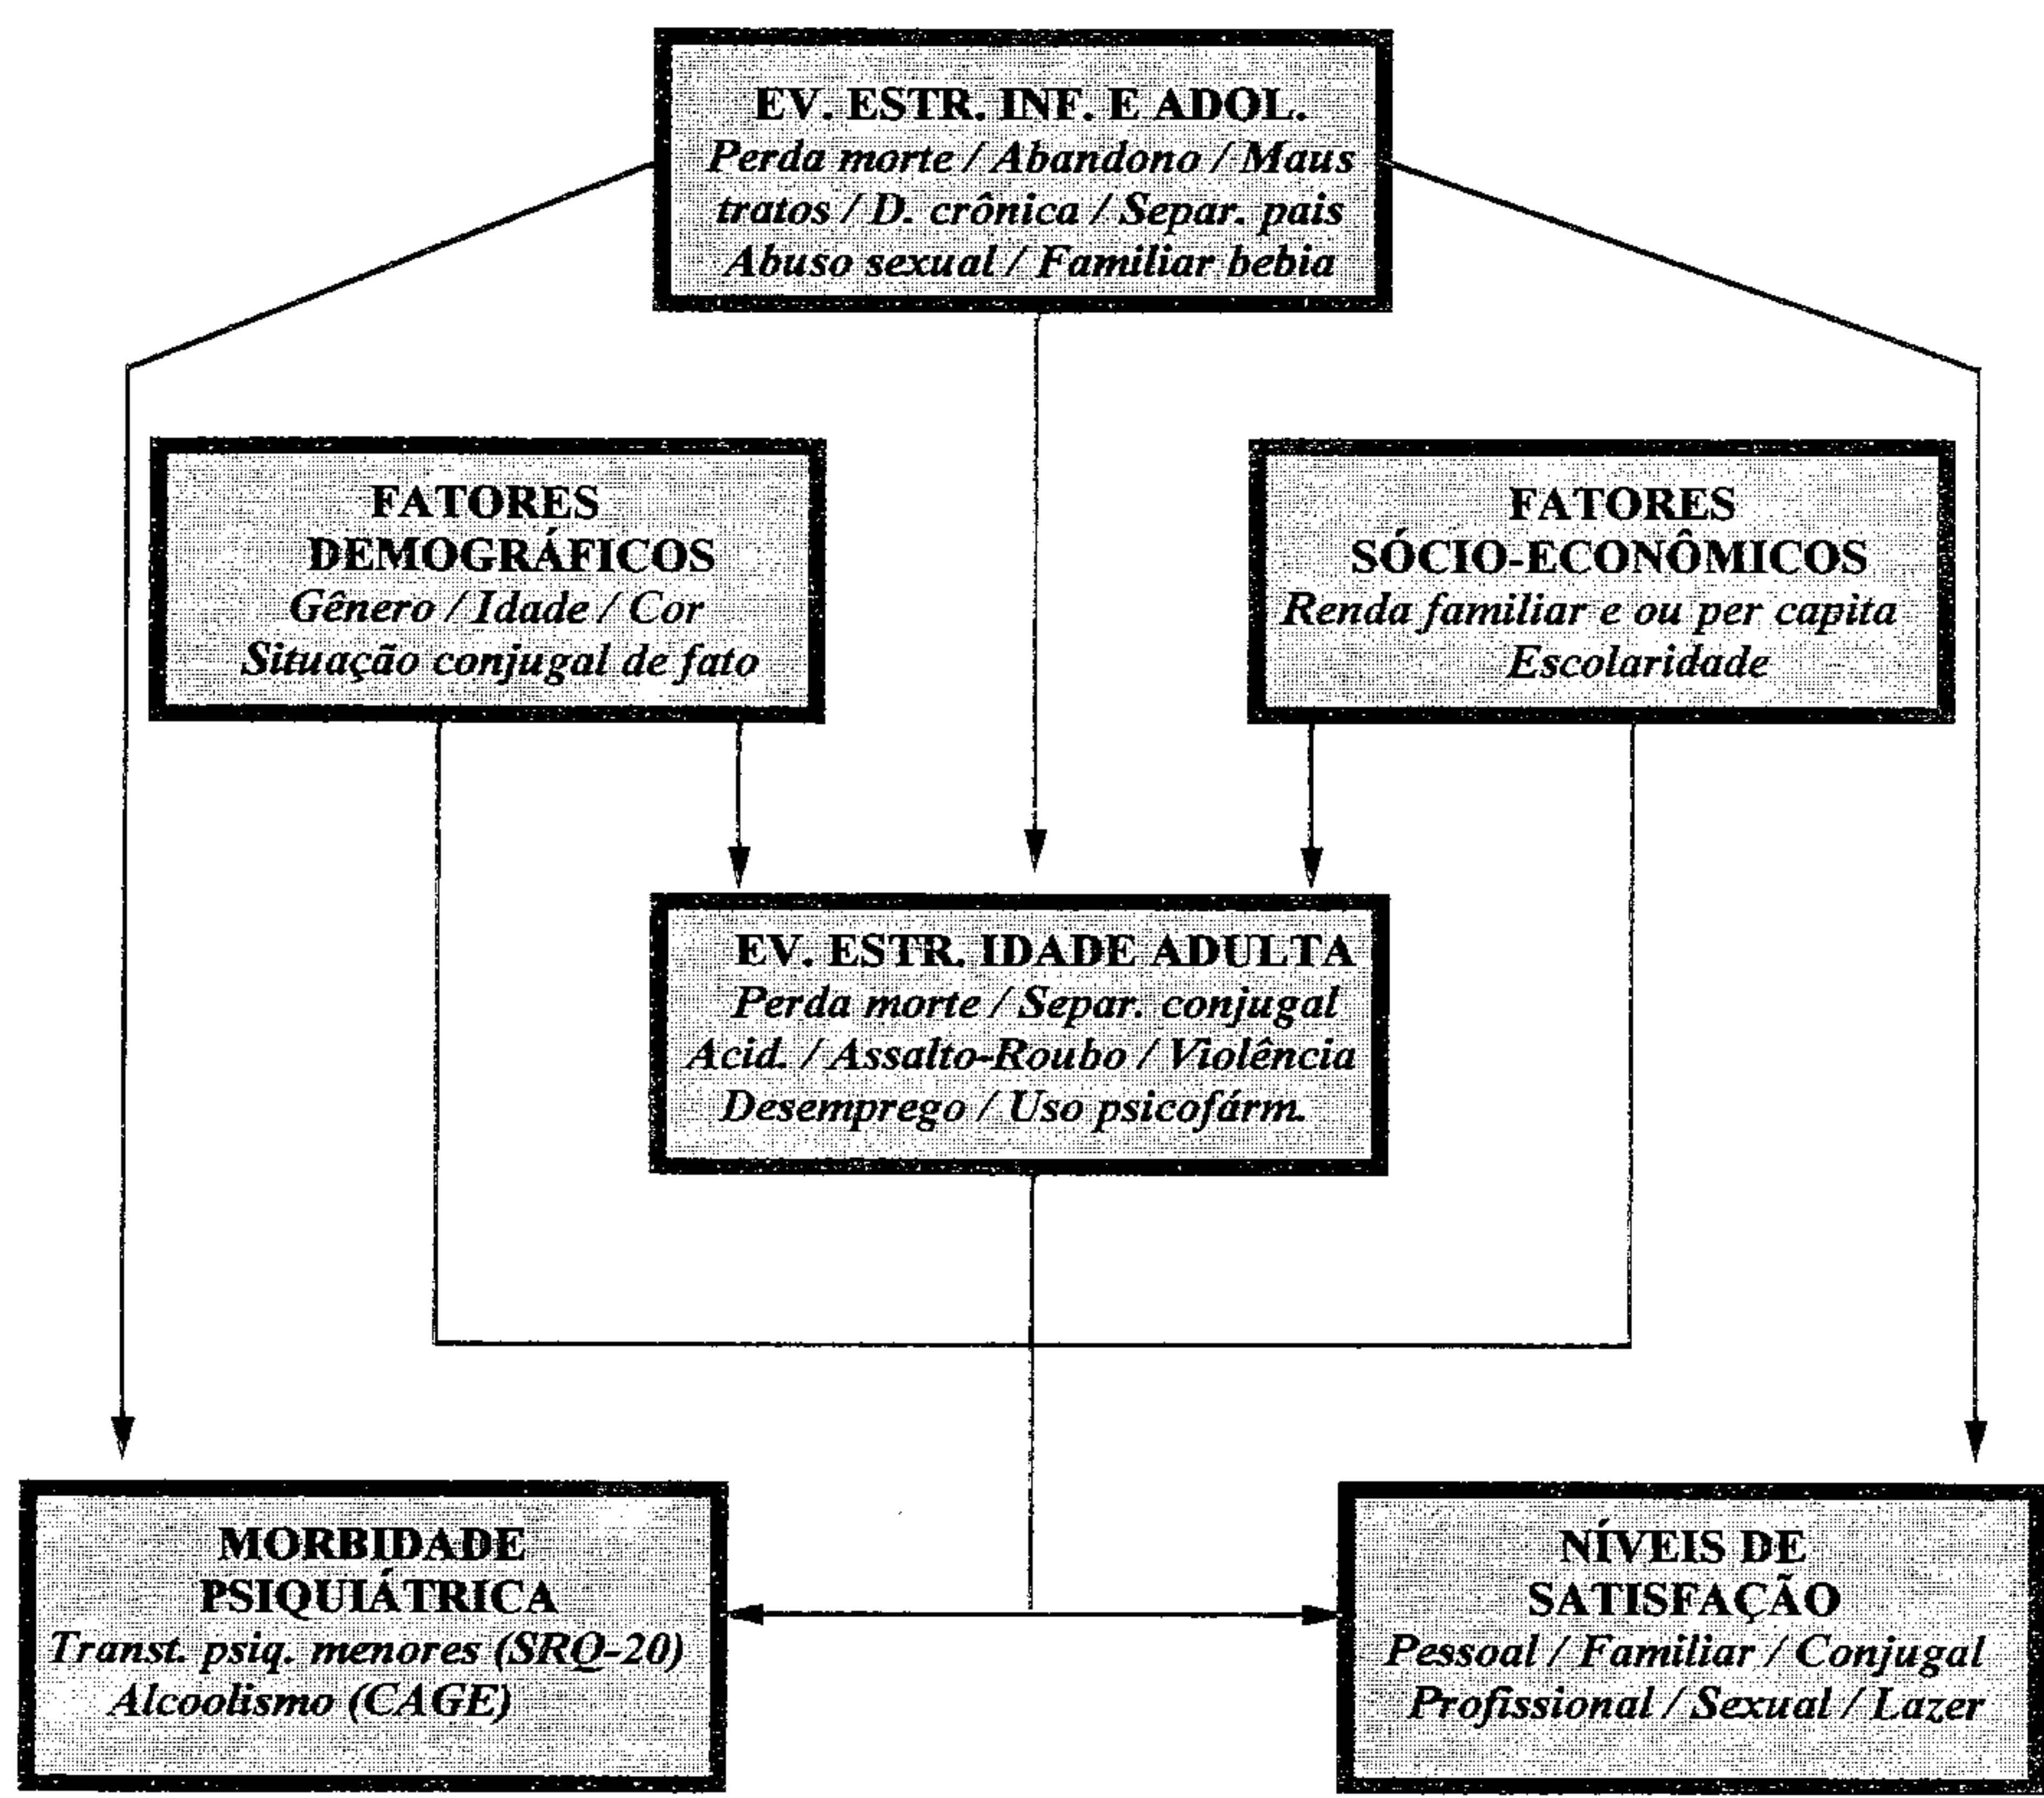 EV. ESTR. INF. E ADOL.
Perda morte / Abandono / Maus
tratos / D. crônica / Separ. pais
Abuso sexual / Familiar bebia
FATORES
DEMOGRÁFICOS
Gênero / Idade / Cor
Situação conjugal de fato
FATORES
SÓCIO-ECONÔMICOS
Renda familiar e ou per capita
Escolaridade
EV. ESTR. IDADE ADULTA
Perda morte / Separ. conjugal
Acid. / Assalto-Roubo / Violência
Desemprego / Uso psicofárm.
MORBIDADE
PSIQUIÁTRICA
Transt. psiq. menores (SRQ-20)
Alcoolismo (CAGE)
NÍVEIS DE
SATISFAÇÃO
Pessoal / Familiar / Conjugal
Profissional / Sexual / Lazer